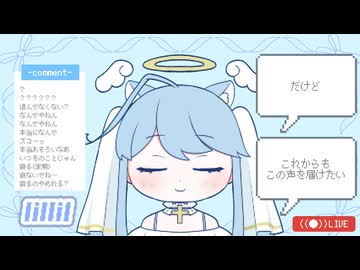 -comment-
?
??????
進んでなくない?
なんでやねん
なんでやねん
本当になんで
ズコーっ
本当おもろいなあ
いつものことじゃん
寝る(定期)
寝ないでね〜
寝るのやめれる?
lillil
だけど
これからも
この声を届けたい
((●))LIVE